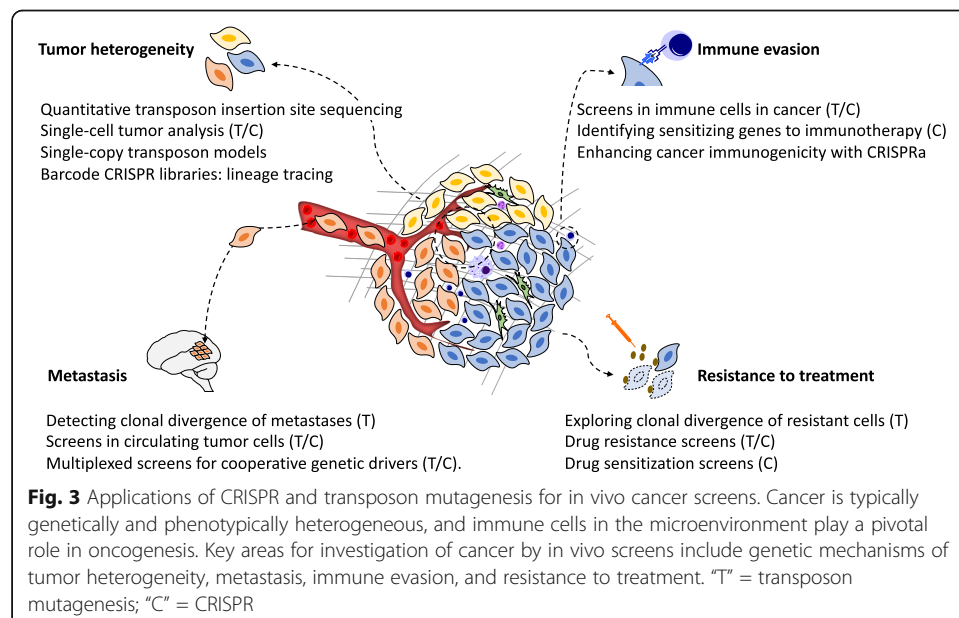 Tumor heterogeneity
Quantitative transposon insertion site sequencing
Single-cell tumor analysis (T/C)
Single-copy transposon models
Barcode CRISPR libraries: lineage tracing
Immune evasion
Screens in immune cells in cancer (T/C)
Identifying sensitizing genes to immunotherapy (C)
Enhancing cancer immunogenicity with CRISPRa
Metastasis
Detecting clonal divergence of metastases (T)
Screens in circulating tumor cells (T/C)
Multiplexed screens for cooperative genetic drivers (T/C).
Resistance to treatment
Exploring clonal divergence of resistant cells (T)
Drug resistance screens (T/C)
Drug sensitization screens (C)
Fig. 3 Applications of CRISPR and transposon mutagenesis for in vivo cancer screens. Cancer is typically
genetically and phenotypically heterogeneous, and immune cells in the microenvironment play a pivotal
role in oncogenesis. Key areas for investigation of cancer by in vivo screens include genetic mechanisms of
tumor heterogeneity, metastasis, immune evasion, and resistance to treatment. “T” = transposon
mutagenesis; “C” = CRISPR